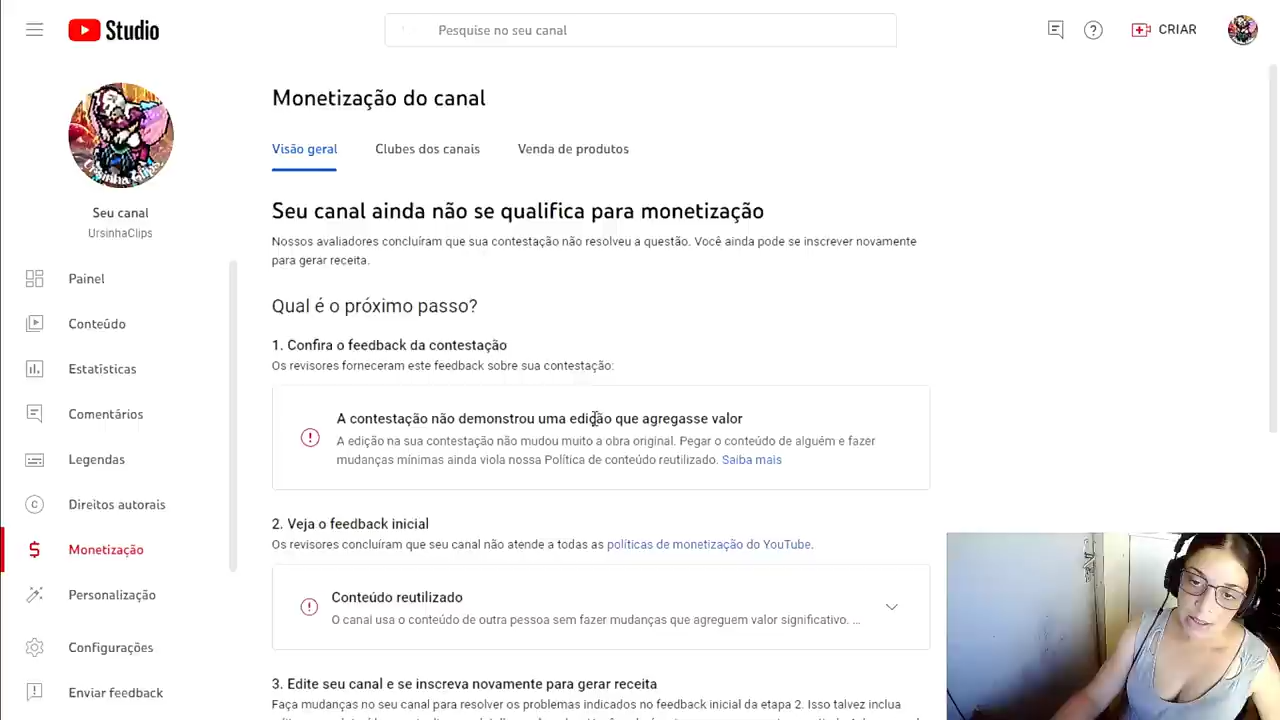 Studio
Pesquise no seu canal
CRIAR
Monetização do canal
Visão geral
Clubes dos canais
Venda de produtos
Seu canal
UrsinhaClips
Painel
Conteúdo
Estatísticas
Comentários
Legendas
Direitos autorais
Monetização
Personalização
Configurações
Enviar feedback
Seu canal ainda não se qualifica para monetização
Nossos avaliadores concluíram que sua contestação não resolveu a questão. Você ainda pode se inscrever novamente
para gerar receita.
Qual é o próximo passo?
1. Confira o feedback da contestação
Os revisores forneceram este feedback sobre sua contestação:
A contestação não demonstrou uma edição que agregasse valor
A edição na sua contestação não mudou muito a obra original. Pegar o conteúdo de alguém e fazer
mudanças mínimas ainda viola nossa Política de conteúdo reutilizado. Saiba mais
2. Veja o feedback inicial
Os revisores concluíram que seu canal não atende a todas as políticas de monetização do YouTube.
Conteúdo reutilizado
O canal usa o conteúdo de outra pessoa sem fazer mudanças que agreguem valor significativo. ...
3. Edite seu canal e se inscreva novamente para gerar receita
Faça mudanças no seu canal para resolver os problemas indicados no feedback inicial da etapa 2. Isso talvez inclua